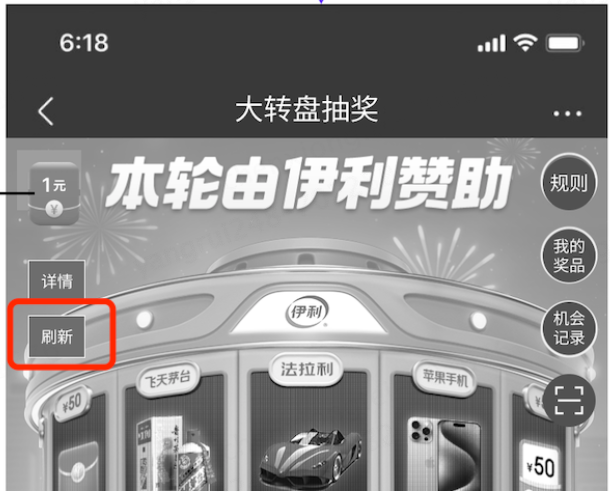 6:18
大转盘抽奖
1元
¥
本轮由伊利赞助
规则
我的
奖品
详情
伊利
机会
记录
刷新
飞天茅台
法拉利
苹果手机
¥50
¥50